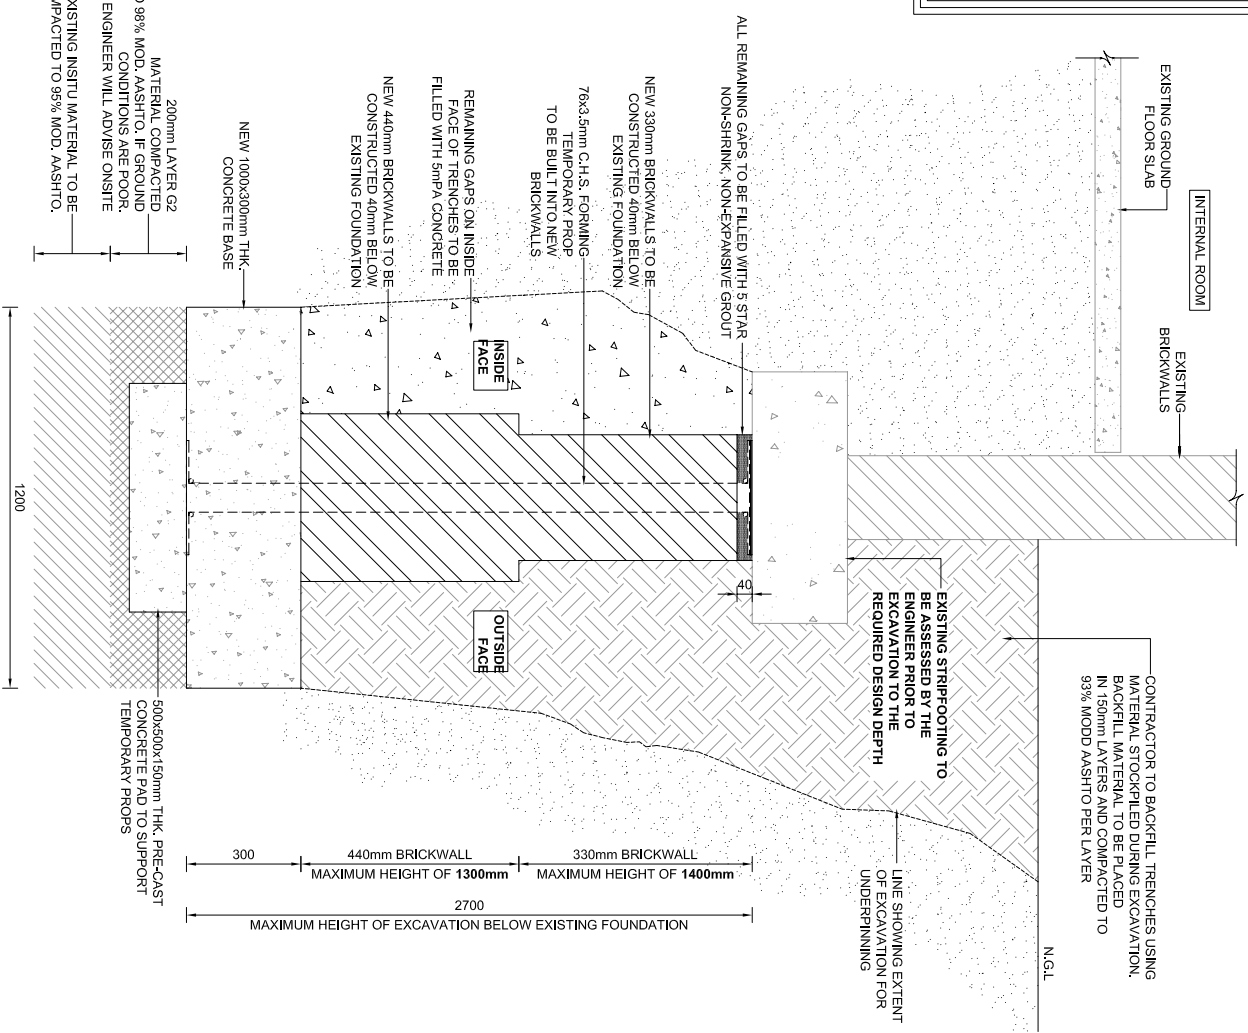 INTERNAL ROOM
EXISTING GROUND
FLOOR SLAB
EXISTING
BRICKWALLS
ALL REMAINING GAPS TO BE FILLED WITH 5 STAR
NON-SHRINK, NON-EXPANSIVE GROUT
NEW 330mm BRICKWALLS TO BE
CONSTRUCTED 40mm BELOW
EXISTING FOUNDATION
76x3.5mm C.H.S. FORMING
TEMPORARY PROP
TO BE BUILT INTO NEW
BRICKWALLS
REMAINING GAPS ON INSIDE
FACE OF TRENCHES TO BE
FILLED WITH 5mPA CONCRETE
NEW 440mm BRICKWALLS TO BE
CONSTRUCTED 40mm BELOW
EXISTING FOUNDATION
NEW 1000x300mm THK.
CONCRETE BASE
200mm LAYER G2
MATERIAL COMPACTED
O 98% MOD. AASHTO. IF GROUND
CONDITIONS ARE POOR.
ENGINEER WILL ADVISE ONSITE
XISTING INSITU MATERIAL TO BE
MPACTED TO 95% MOD. AASHTO.
INSIDE
FACE
OUTSIDE
FACE
40
1200
EXISTING STRIPFOOTING TO
BE ASSESSED BY THE
ENGINEER PRIOR TO
EXCAVATION TO THE
REQUIRED DESIGN DEPTH
CONTRACTOR TO BACKFILL TRENCHES USING
MATERIAL STOCKPILED DURING EXCAVATION.
BACKFILL MATERIAL TO BE PLACED
IN 150mm LAYERS AND COMPACTED TO
93% MODD AASHTO PER LAYER
N.G.L
LINE SHOWING EXTENT
OF EXCAVATION FOR
UNDERPINNING
500x500x150mm THK. PRE-CAST
CONCRETE PAD TO SUPPORT
TEMPORARY PROPS
300
440mm BRICKWALL
MAXIMUM HEIGHT OF 1300mm
330mm BRICKWALL
MAXIMUM HEIGHT OF 1400mm
2700
MAXIMUM HEIGHT OF EXCAVATION BELOW EXISTING FOUNDATION